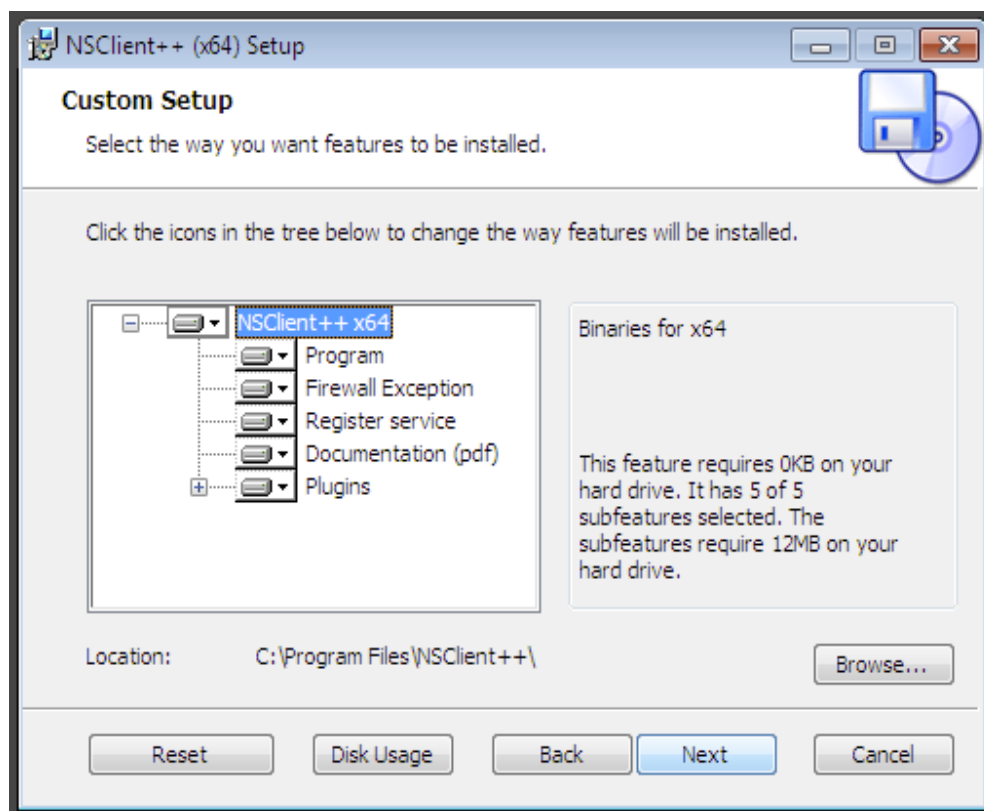 NSClient++ (x64) Setup
Custom Setup
Select the way you want features to be installed.
Click the icons in the tree below to change the way features will be installed.
NSClient++ x64
Program
Firewall Exception
Register service
Documentation (pdf)
Plugins
Binaries for x64
This feature requires 0KB on your
hard drive. It has 5 of 5
subfeatures selected. The
subfeatures require 12MB on your
hard drive.
Location: C:\Program Files\NSClient++\
Browse...
Reset Disk Usage Back Next Cancel